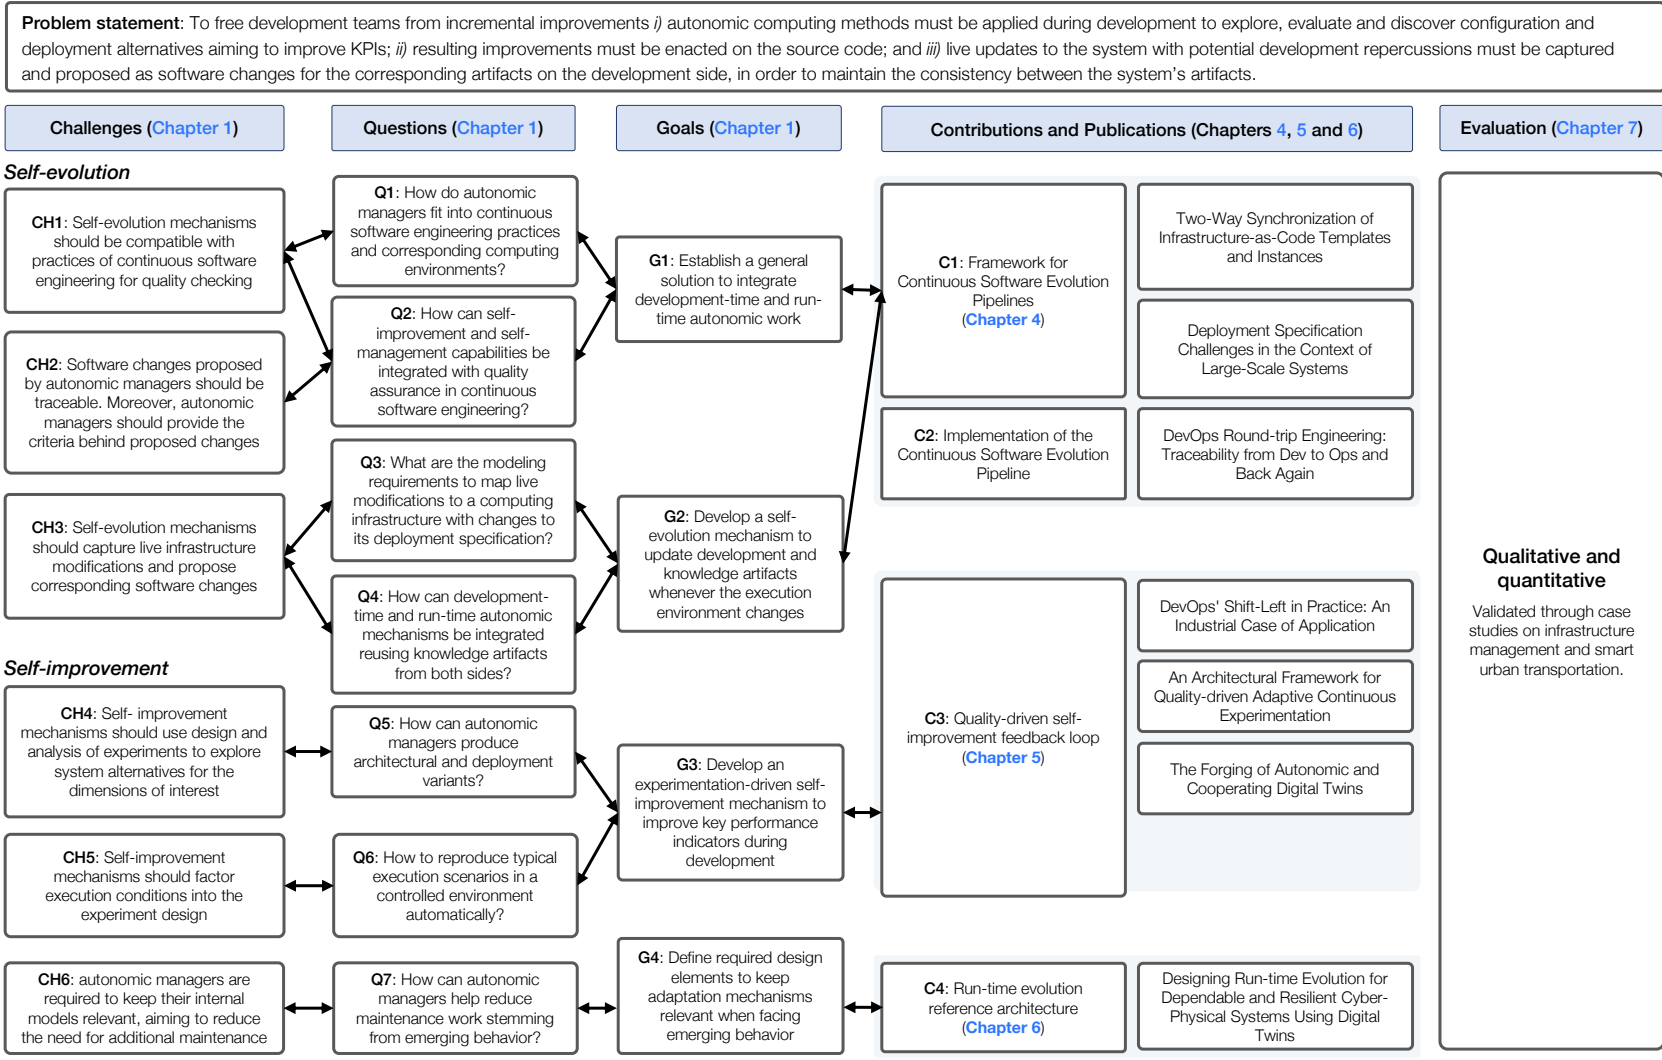 Problem statement: To free development teams from incremental improvements i) autonomic computing methods must be applied during development to explore, evaluate and discover configuration and
deployment alternatives aiming to improve KPIs; ii) resulting improvements must be enacted on the source code; and iii) live updates to the system with potential development repercussions must be captured
and proposed as software changes for the corresponding artifacts on the development side, in order to maintain the consistency between the system's artifacts.
Challenges (Chapter 1)
Questions (Chapter 1)
Goals (Chapter 1)
Contributions and Publications (Chapters 4, 5 and 6)
Evaluation (Chapter 7)
Self-evolution
CH1: Self-evolution mechanisms
should be compatible with
practices of continuous software
engineering for quality checking
CH2: Software changes proposed
by autonomic managers should be
traceable. Moreover, autonomic
managers should provide the
criteria behind proposed changes
CH3: Self-evolution mechanisms
should capture live infrastructure
modifications and propose
corresponding software changes
Self-improvement
CH4: Self- improvement
mechanisms should use design and
analysis of experiments to explore
system alternatives for the
dimensions of interest
CH5: Self-improvement
mechanisms should factor
execution conditions into the
experiment design
CH6: autonomic managers are
required to keep their internal
models relevant, aiming to reduce
the need for additional maintenance
Q1: How do autonomic
managers fit into continuous
software engineering practices
and corresponding computing
environments?
Q2: How can self-
improvement and self-
management capabilities be
integrated with quality
assurance in continuous
software engineering?
Q3: What are the modeling
requirements to map live
modifications to a computing
infrastructure with changes to
its deployment specification?
Q4: How can development-
time and run-time autonomic
mechanisms be integrated
reusing knowledge artifacts
from both sides?
Q5: How can autonomic
managers produce
architectural and deployment
variants?
Q6: How to reproduce typical
execution scenarios in a
controlled environment
automatically?
Q7: How can autonomic
managers help reduce
maintenance work stemming
from emerging behavior?
G1: Establish a general
solution to integrate
development-time and run-
time autonomic work
G2: Develop a self-
evolution mechanism to
update development and
knowledge artifacts
whenever the execution
environment changes
G3: Develop an
experimentation-driven self-
improvement mechanism to
improve key performance
indicators during
development
G4: Define required design
elements to keep
adaptation mechanisms
relevant when facing
emerging behavior
C1: Framework for
Continuous Software Evolution
Pipelines
(Chapter 4)
C2: Implementation of the
Continuous Software Evolution
Pipeline
C3: Quality-driven self-
improvement feedback loop
(Chapter 5)
C4: Run-time evolution
reference architecture
(Chapter 6)
Two-Way Synchronization of
Infrastructure-as-Code Templates
and Instances
Deployment Specification
Challenges in the Context of
Large-Scale Systems
DevOps Round-trip Engineering:
Traceability from Dev to Ops and
Back Again
DevOps' Shift-Left in Practice: An
Industrial Case of Application
An Architectural Framework for
Quality-driven Adaptive Continuous
Experimentation
The Forging of Autonomic and
Cooperating Digital Twins
Designing Run-time Evolution for
Dependable and Resilient Cyber-
Physical Systems Using Digital
Twins
Qualitative and
quantitative
Validated through case
studies on infrastructure
management and smart
urban transportation.